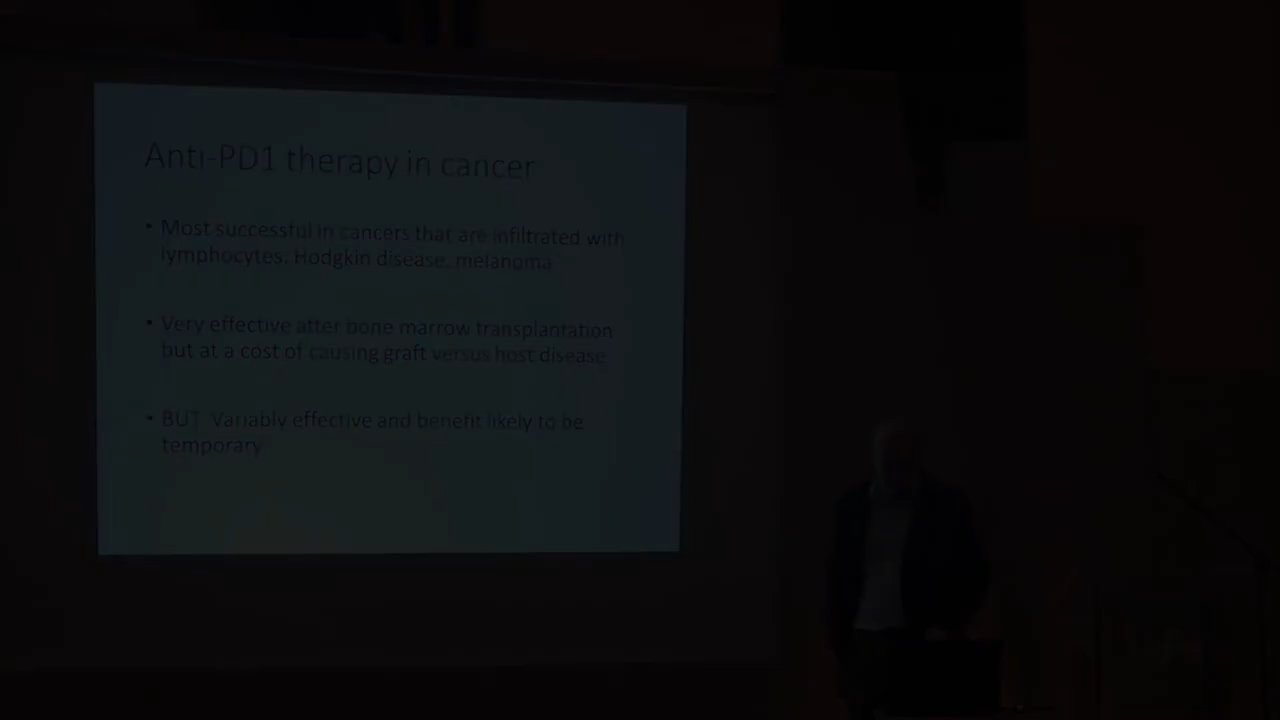 Anti-PD1 therapy in cancer
• Most successful in cancers that are infiltrated with
lymphocytes: Hodgkin disease, melanoma
• Very effective after bone marrow transplantation
but at a cost of causing graft versus host disease
• BUT Variably effective and benefit likely to be
temporary